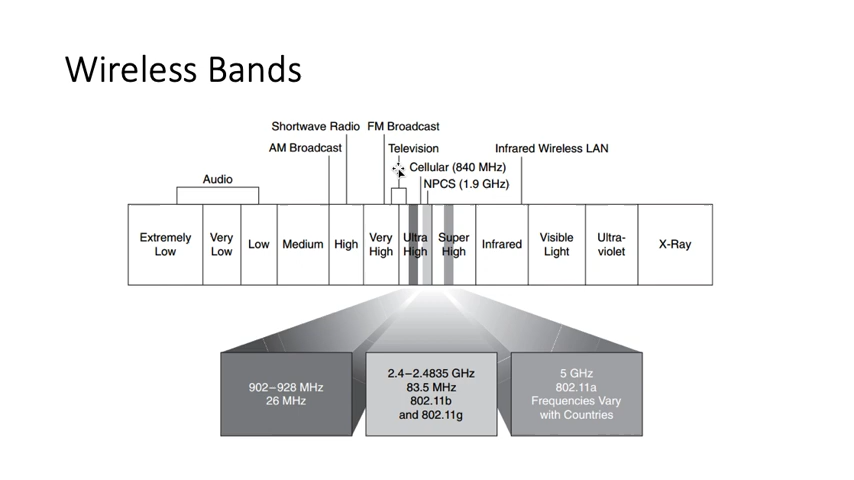 Wireless Bands
Shortwave Radio FM Broadcast
AM Broadcast
Television
Infrared Wireless LAN
Cellular (840 MHz)
Audio
NPCS (1.9 GHz)
Extremely
Low
Very
Low
Low
Medium
High
Very
High
Ultra
High
Super
High
Infrared
Visible
Light
Ultra-
violet
X-Ray
902–928 MHz
26 MHz
2.4–2.4835 GHz
83.5 MHz
802.11b
and 802.11g
5 GHz
802.11a
Frequencies Vary
with Countries